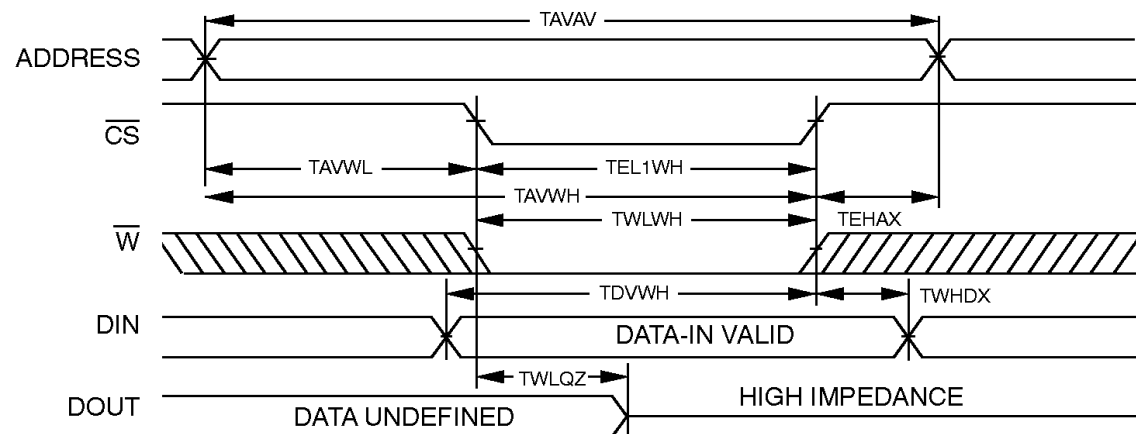 TAVAV
ADDRESS
C̅S̅
TAVWL
TEL1WH
TAVWH
TWLWH
TEHAX
W̅
TDVWH
TWHDX
DIN
DATA-IN VALID
TWLQZ
DOUT
DATA UNDEFINED
HIGH IMPEDANCE